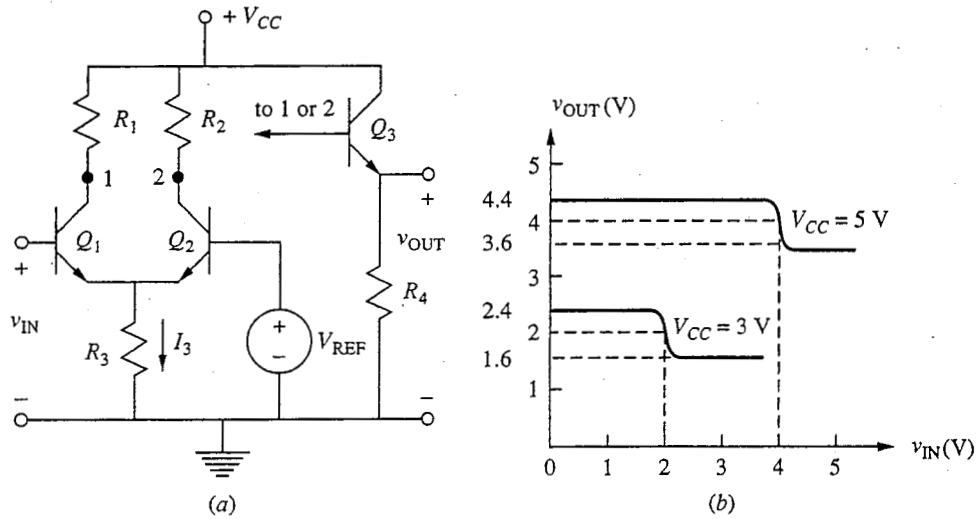 + V_CC
R_1
R_2
to 1 or 2
Q_3
1
2
Q_1
Q_2
+
v_IN
−
R_3
I_3
+
−
V_REF
+
v_OUT
−
R_4
(a)
v_OUT (V)
5
4.4
4
3.6
3
2.4
2
1.6
1
0
V_CC = 5 V
V_CC = 3 V
0 1 2 3 4 5
v_IN (V)
(b)